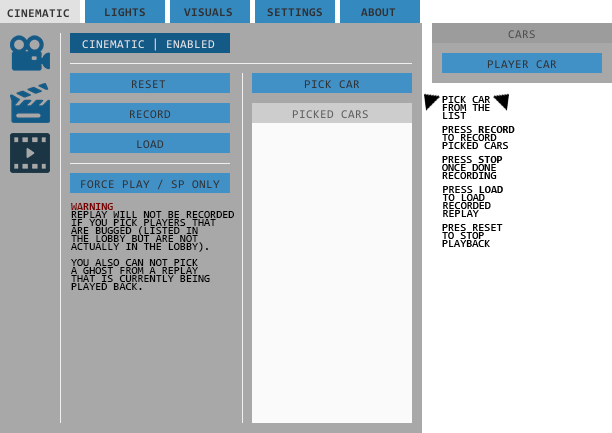 CINEMATIC
LIGHTS
VISUALS
SETTINGS
ABOUT
CINEMATIC | ENABLED
RESET
RECORD
LOAD
FORCE PLAY / SP ONLY
WARNING
REPLAY WILL NOT BE RECORDED
IF YOU PICK PLAYERS THAT
ARE BUGGED (LISTED IN
THE LOBBY BUT ARE NOT
ACTUALLY IN THE LOBBY).
YOU ALSO CAN NOT PICK
A GHOST FROM A REPLAY
THAT IS CURRENTLY BEING
PLAYED BACK.
PICK CAR
PICKED CARS
CARS
PLAYER CAR
PICK CAR
FROM THE
LIST
PRESS RECORD
TO RECORD
PICKED CARS
PRESS STOP
ONCE DONE
RECORDING
PRESS LOAD
TO LOAD
RECORDED
REPLAY
PRES RESET
TO STOP
PLAYBACK